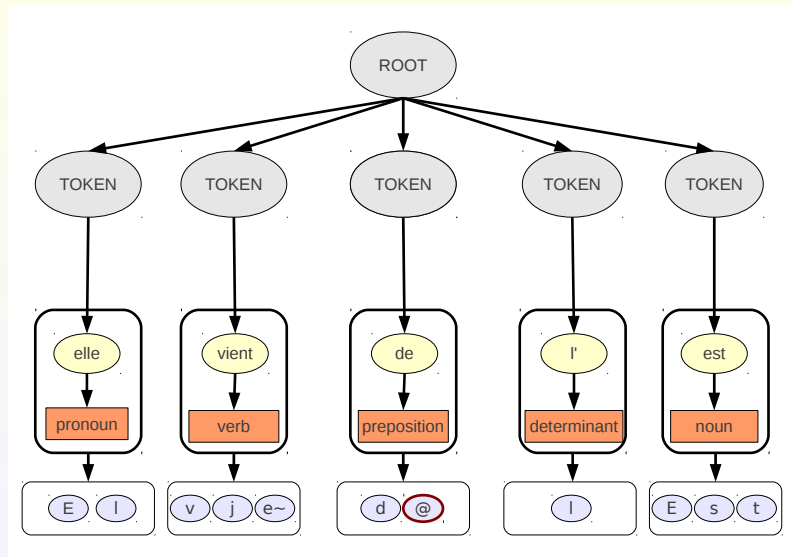 ROOT
TOKEN TOKEN TOKEN TOKEN TOKEN
elle vient de l' est
pronoun verb preposition determinant noun
E l v j e~ d @ l E s t